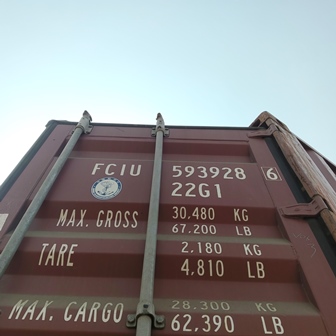 FCIU 593928 6
22G1
MAX. GROSS 30.480 KG
67.200 LB
TARE 2.180 KG
4,810 LB
MAX. CARGO 28.300 KG
62,390 LB